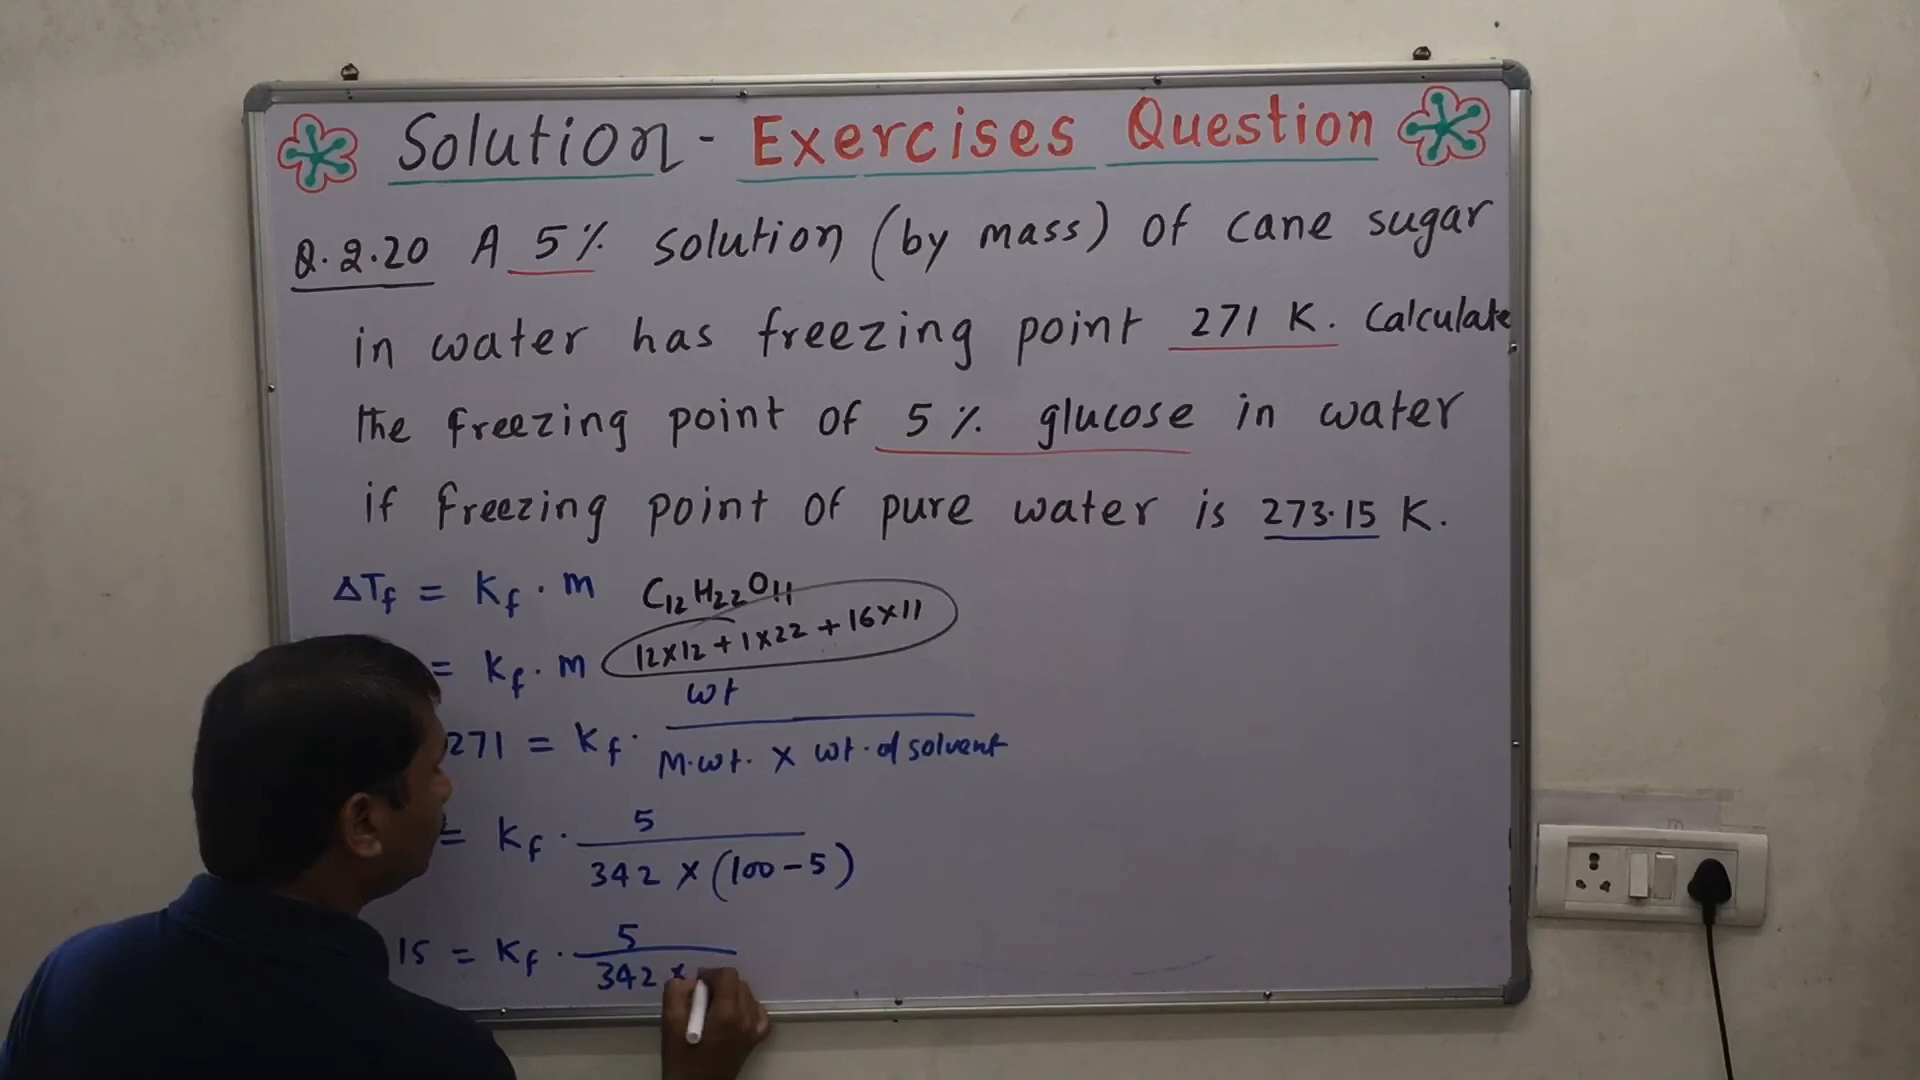 Solution - Exercises Question
Q.2.20 A 5% solution (by mass) of cane sugar
in water has freezing point 271 K. Calculate
the freezing point of 5% glucose in water
if freezing point of pure water is 273.15 K.
ΔTf = Kf · m C12H22O11
= Kf · m 12×12 + 1×22 + 16×11
wt
271 = Kf · M.wt. × wt. of solvent
= Kf · 5
342 × (100 - 5)
15 = Kf · 5
342 ×